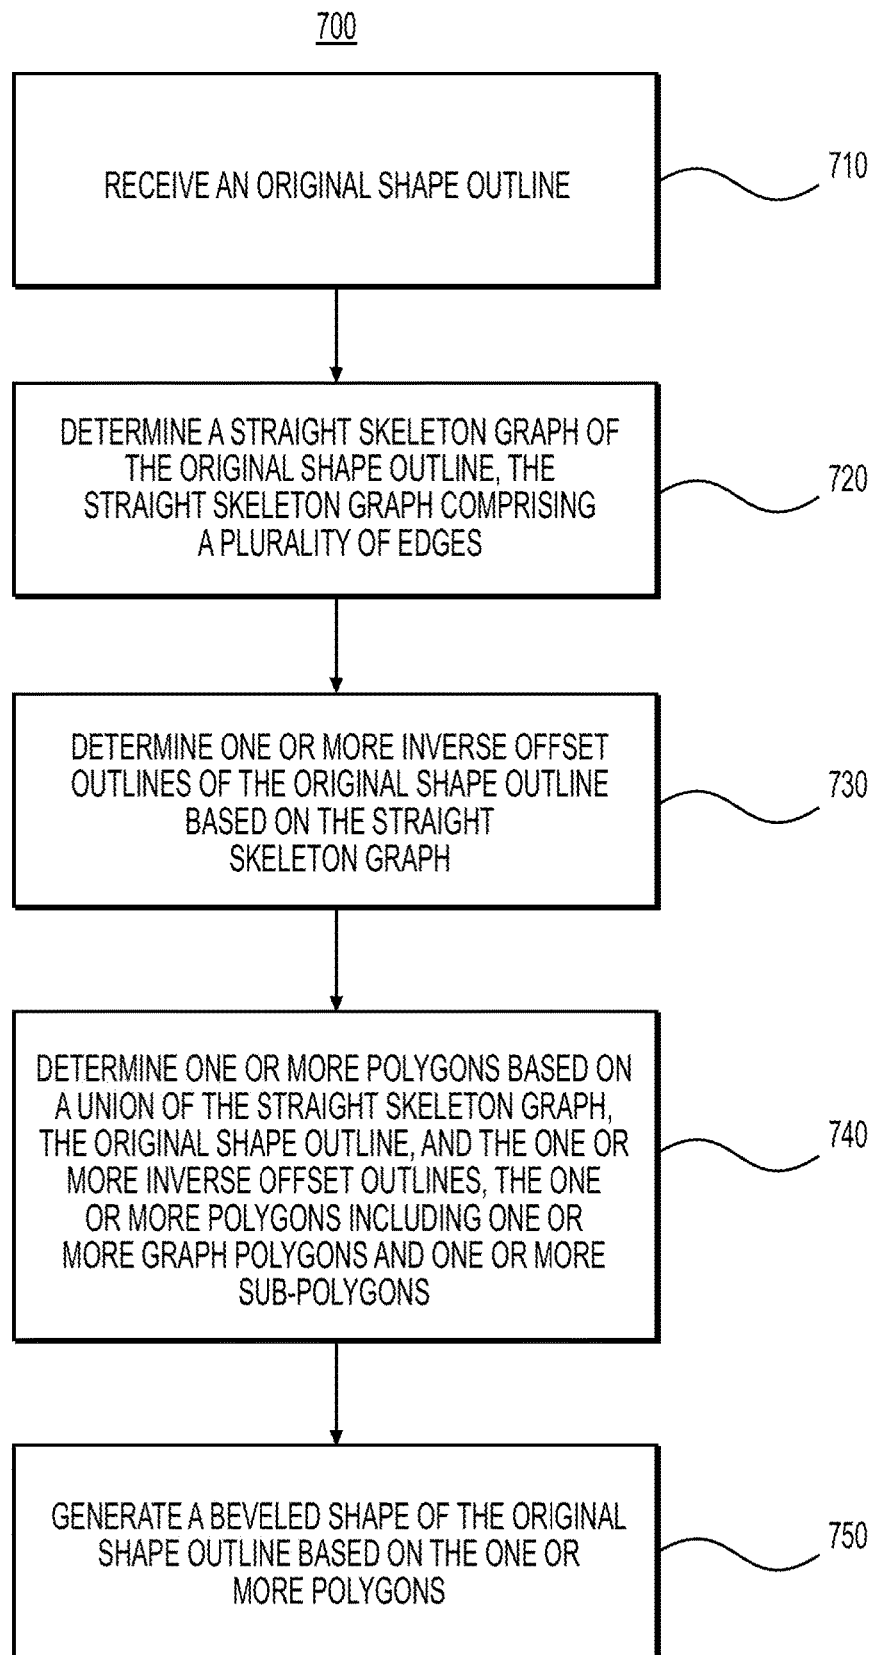 700
RECEIVE AN ORIGINAL SHAPE OUTLINE
710
DETERMINE A STRAIGHT SKELETON GRAPH OF
THE ORIGINAL SHAPE OUTLINE, THE
STRAIGHT SKELETON GRAPH COMPRISING
A PLURALITY OF EDGES
720
DETERMINE ONE OR MORE INVERSE OFFSET
OUTLINES OF THE ORIGINAL SHAPE OUTLINE
BASED ON THE STRAIGHT
SKELETON GRAPH
730
DETERMINE ONE OR MORE POLYGONS BASED ON
A UNION OF THE STRAIGHT SKELETON GRAPH,
THE ORIGINAL SHAPE OUTLINE, AND THE ONE OR
MORE INVERSE OFFSET OUTLINES, THE ONE
OR MORE POLYGONS INCLUDING ONE OR
MORE GRAPH POLYGONS AND ONE OR MORE
SUB-POLYGONS
740
GENERATE A BEVELED SHAPE OF THE ORIGINAL
SHAPE OUTLINE BASED ON THE ONE OR
MORE POLYGONS
750